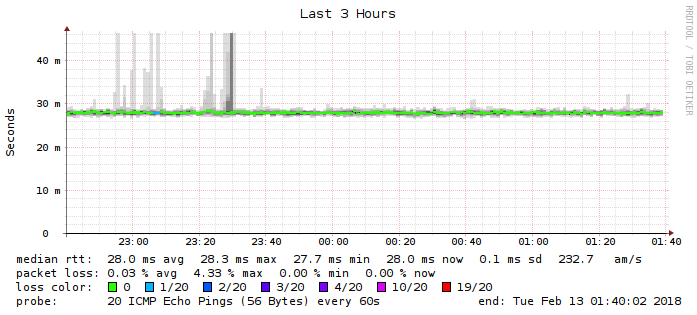 Last 3 Hours
RRDTOOL / TOBI OETIKER
Seconds
40 m
30 m
20 m
10 m
0
23:00 23:20 23:40 00:00 00:20 00:40 01:00 01:20 01:40
median rtt: 28.0 ms avg 28.3 ms max 27.7 ms min 28.0 ms now 0.1 ms sd 232.7 am/s
packet loss: 0.03 % avg 4.33 % max 0.00 % min 0.00 % now
loss color: 0 1/20 2/20 3/20 4/20 10/20 19/20
probe: 20 ICMP Echo Pings (56 Bytes) every 60s end: Tue Feb 13 01:40:02 2018